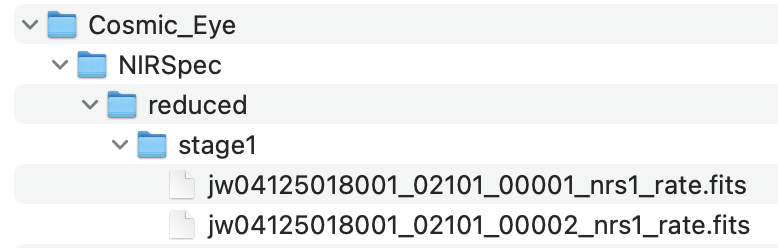 Cosmic_Eye
NIRSpec
reduced
stage1
jw04125018001_02101_00001_nrs1_rate.fits
jw04125018001_02101_00002_nrs1_rate.fits